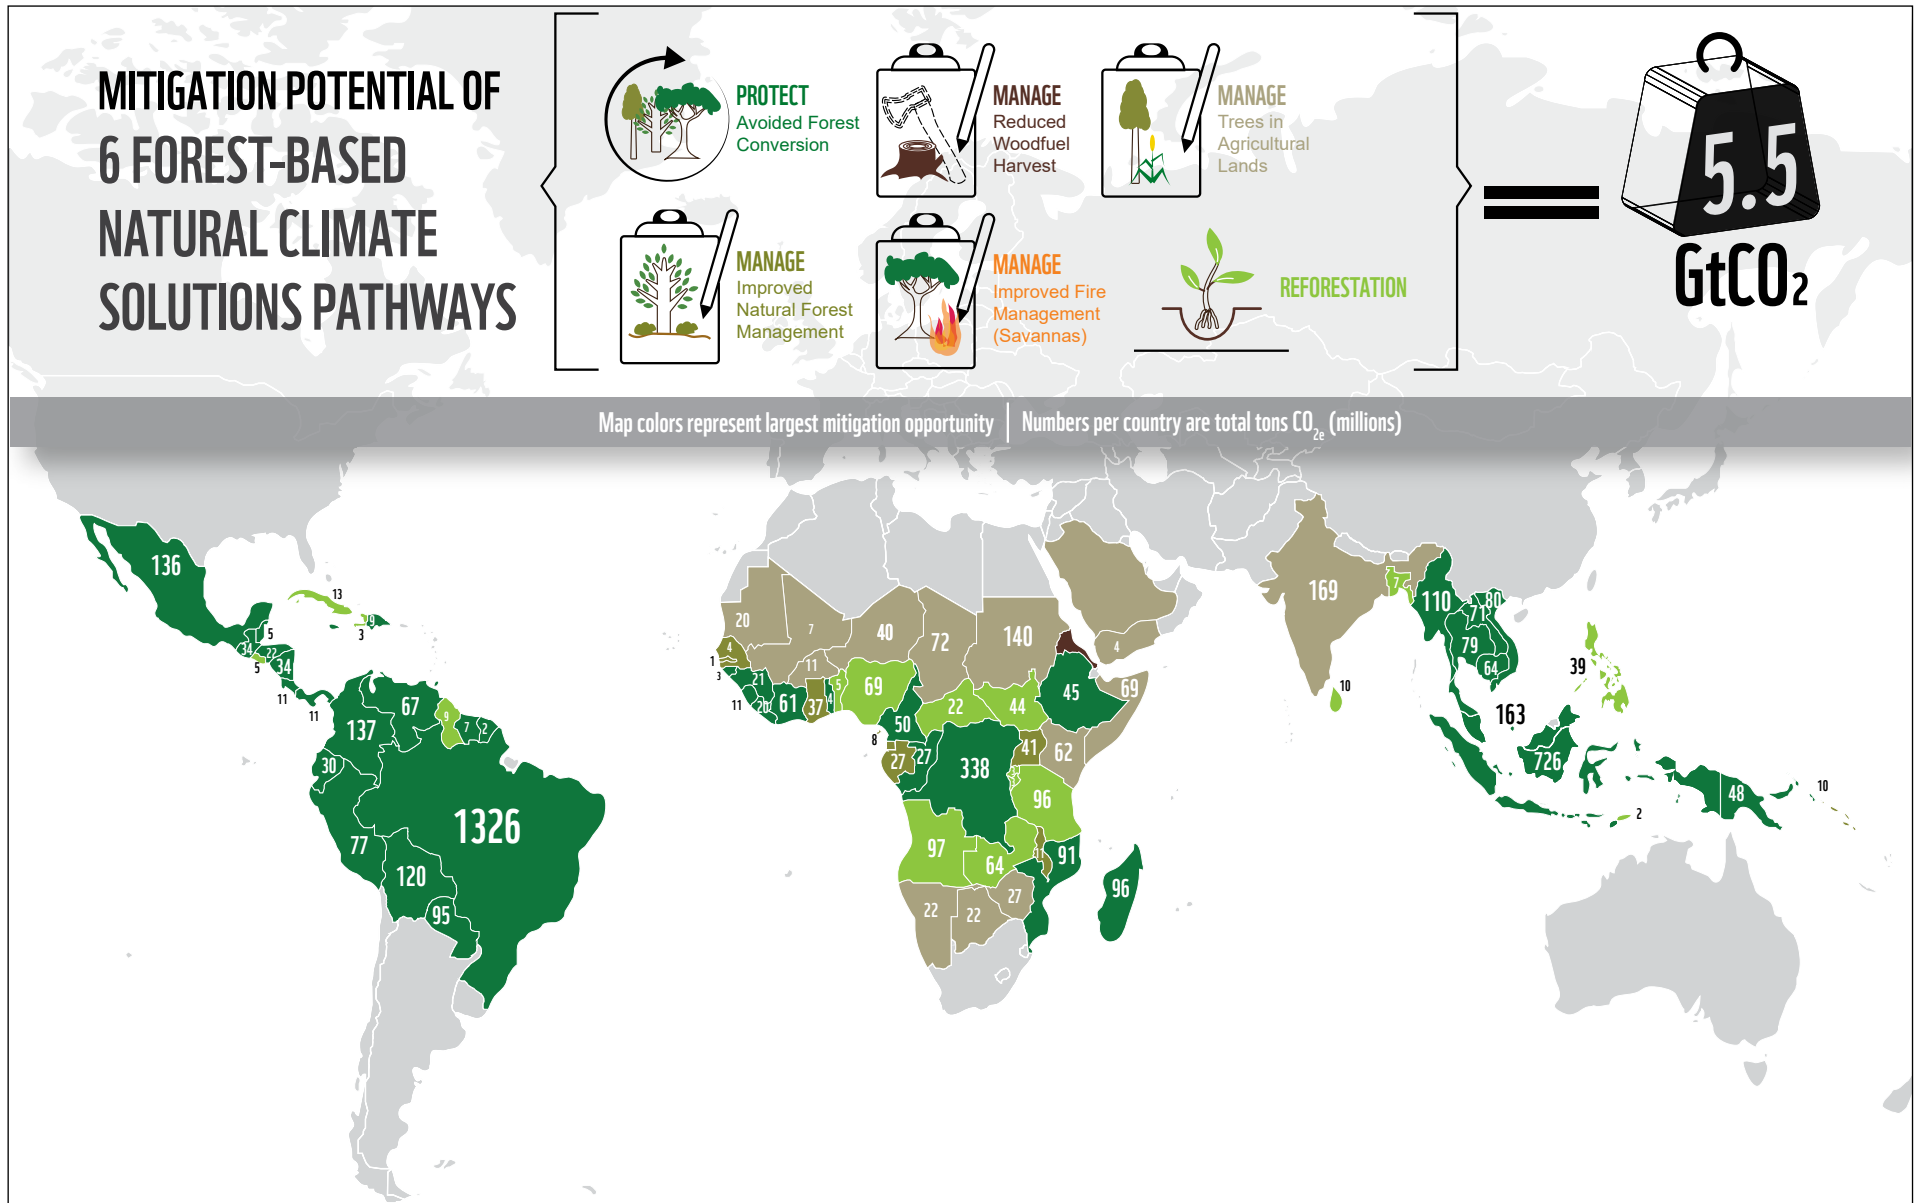 MITIGATION POTENTIAL OF
6 FOREST-BASED
NATURAL CLIMATE
SOLUTIONS PATHWAYS
PROTECT
Avoided Forest
Conversion
MANAGE
Reduced
Woodfuel
Harvest
MANAGE
Trees in
Agricultural
Lands
MANAGE
Improved
Natural Forest
Management
MANAGE
Improved Fire
Management
(Savannas)
REFORESTATION
5.5
GtCO2
Map colors represent largest mitigation opportunity | Numbers per country are total tons CO2e (millions)
136
13
9
3
5
34
22
5
34
11
11
67
137
9
7
2
30
77
1326
120
95
20
7
40
72
140
4
4
1
11
3
21
11
20
61
37
4
5
69
22
44
45
69
50
8
27
27
338
41
62
3
96
97
64
11
91
96
22
22
27
169
7
10
110
80
71
79
64
39
163
726
48
10
2